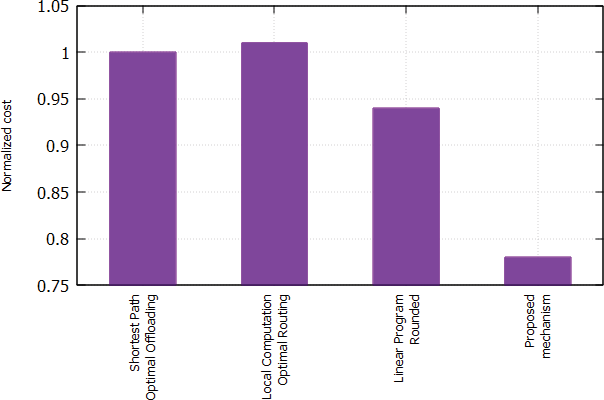 1.05
1
0.95
0.9
0.85
0.8
0.75
Normalized cost
Shortest Path
Optimal Offloading
Local Computation
Optimal Routing
Linear Program
Rounded
Proposed
mechanism